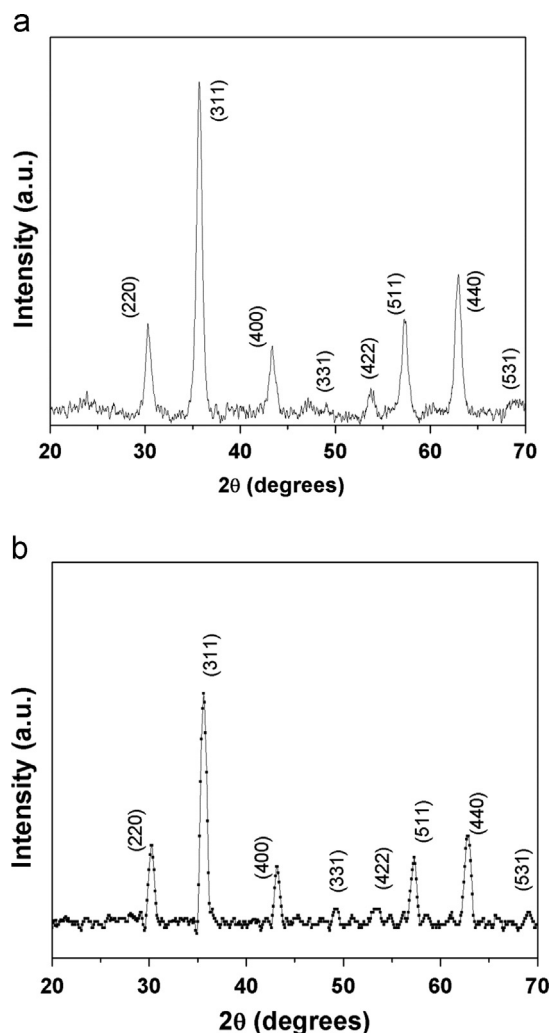 a
Intensity (a.u.)
(220)
(311)
(400)
(331)
(422)
(511)
(440)
(531)
20 30 40 50 60 70
2θ (degrees)
b
Intensity (a.u.)
(220)
(311)
(400)
(331)
(422)
(511)
(440)
(531)
20 30 40 50 60 70
2θ (degrees)